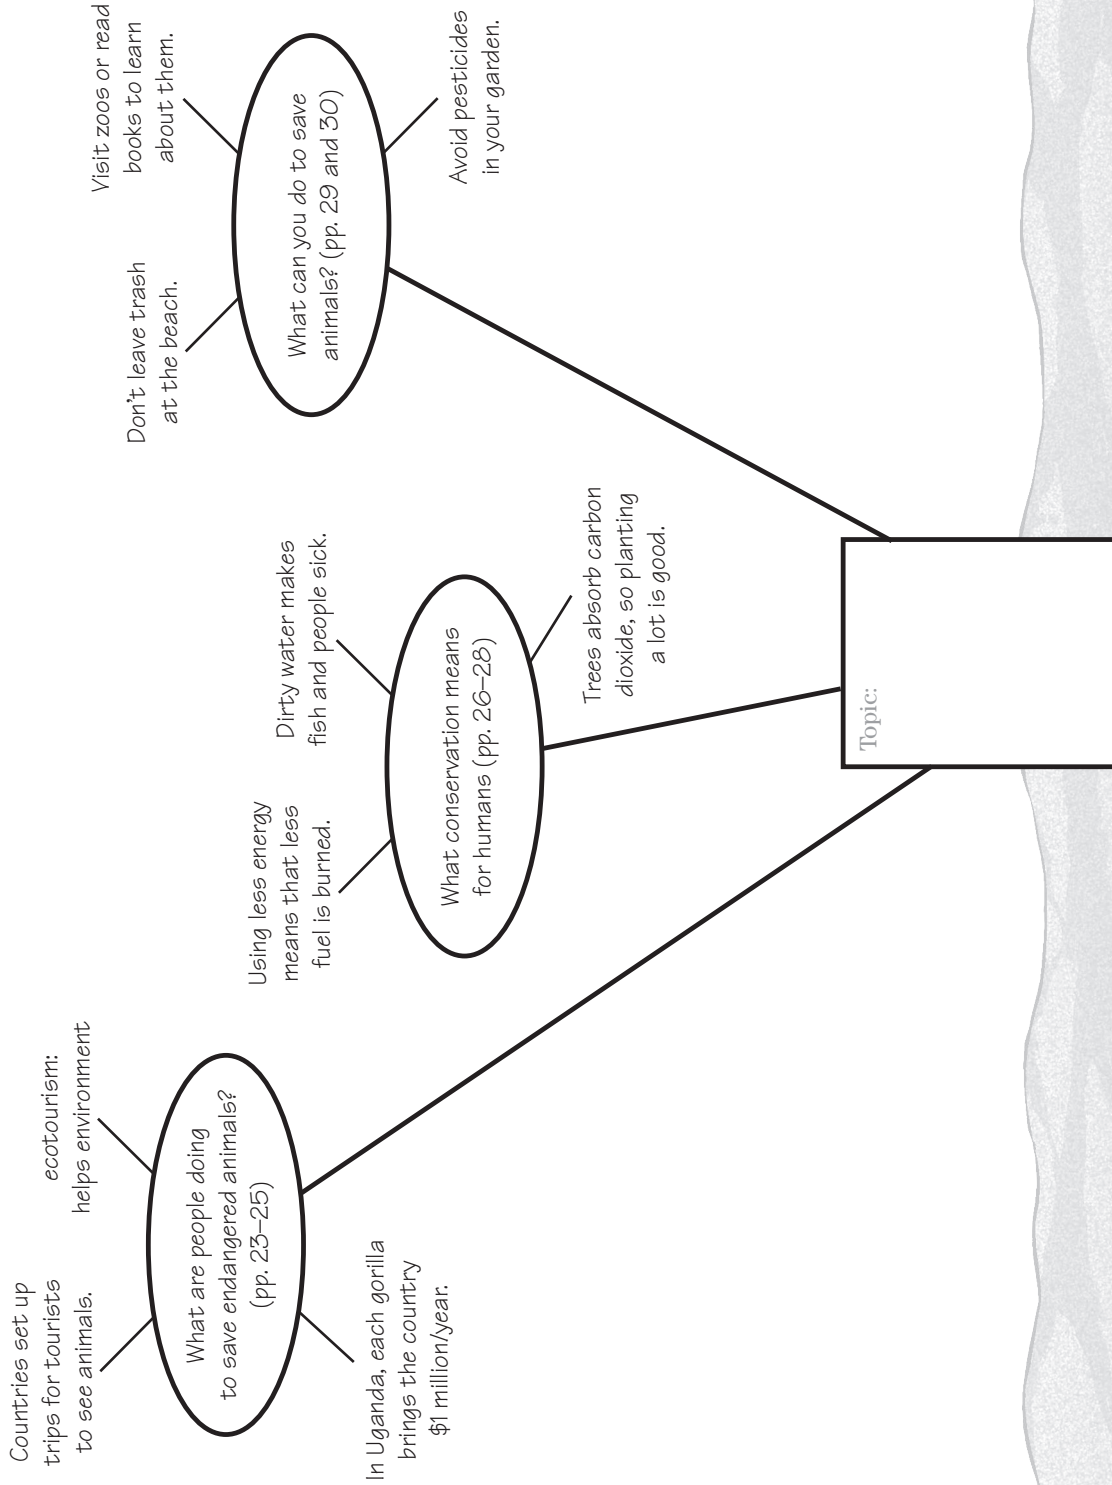 Countries set up
trips for tourists
to see animals.
ecotourism:
helps environment
What are people doing
to save endangered animals?
(pp. 23–25)
In Uganda, each gorilla
brings the country
$1 million/year.
Using less energy
means that less
fuel is burned.
Dirty water makes
fish and people sick.
What conservation means
for humans (pp. 26–28)
Trees absorb carbon
dioxide, so planting
a lot is good.
Don't leave trash
at the beach.
Visit zoos or read
books to learn
about them.
What can you do to save
animals? (pp. 29 and 30)
Avoid pesticides
in your garden.
Topic: